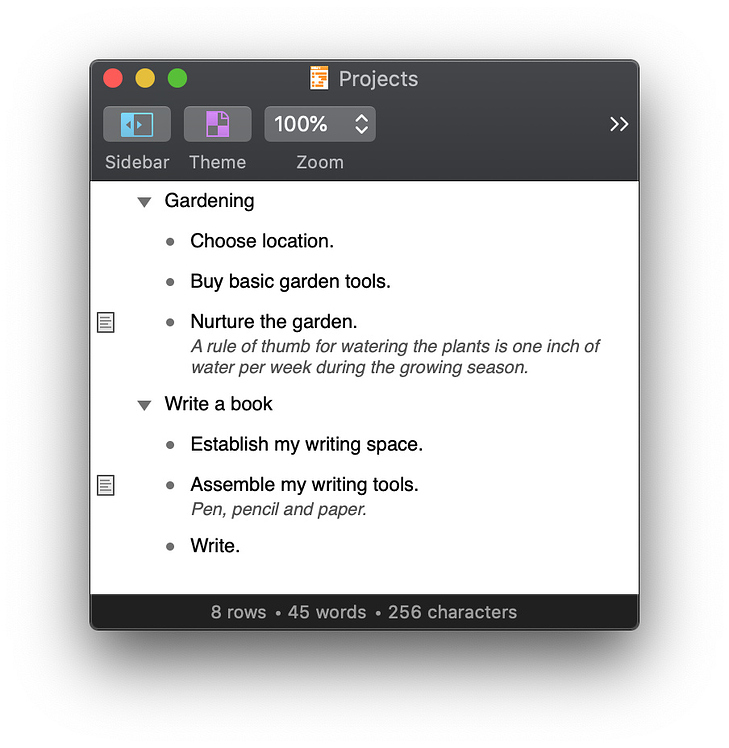 Projects
100%
Sidebar Theme Zoom
Gardening
Choose location.
Buy basic garden tools.
Nurture the garden.
A rule of thumb for watering the plants is one inch of
water per week during the growing season.
Write a book
Establish my writing space.
Assemble my writing tools.
Pen, pencil and paper.
Write.
8 rows • 45 words • 256 characters